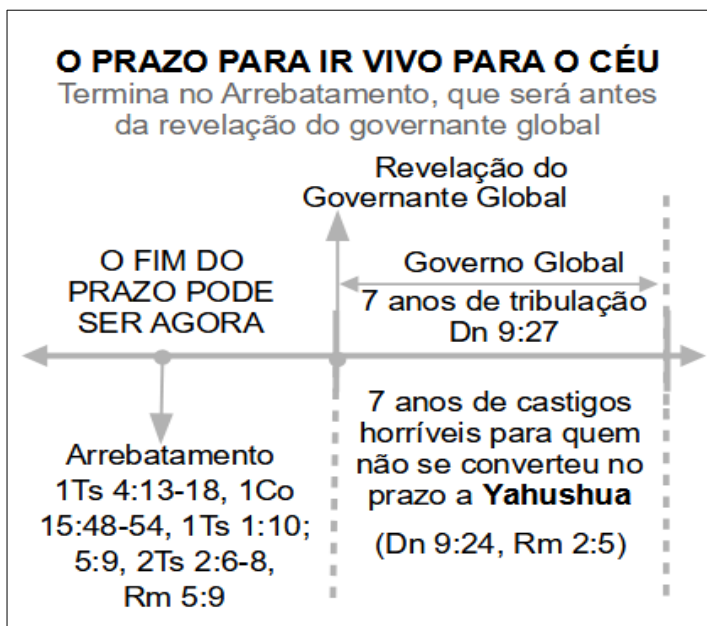 O PRAZO PARA IR VIVO PARA O CÉU
Termina no Arrebatamento, que será antes
da revelação do governante global
Revelação do
Governante Global
O FIM DO
PRAZO PODE
SER AGORA
Governo Global
7 anos de tribulação
Dn 9:27
Arrebatamento
1Ts 4:13-18, 1Co
15:48-54, 1Ts 1:10;
5:9, 2Ts 2:6-8,
Rm 5:9
7 anos de castigos
horríveis para quem
não se converteu no
prazo a Yahushua
(Dn 9:24, Rm 2:5)